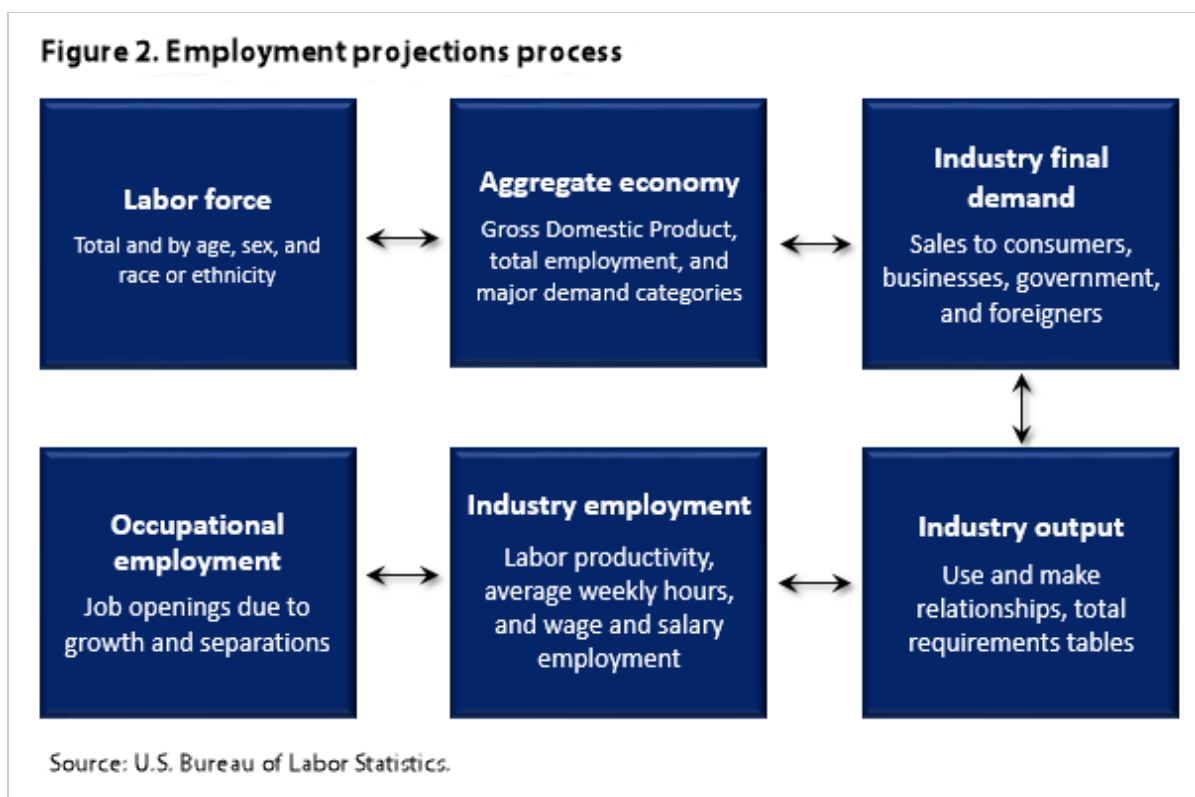 Figure 2. Employment projections process
Labor force
Total and by age, sex, and
race or ethnicity
Aggregate economy
Gross Domestic Product,
total employment, and
major demand categories
Industry final
demand
Sales to consumers,
businesses, government,
and foreigners
Occupational
employment
Job openings due to
growth and separations
Industry employment
Labor productivity,
average weekly hours,
and wage and salary
employment
Industry output
Use and make
relationships, total
requirements tables
Source: U.S. Bureau of Labor Statistics.